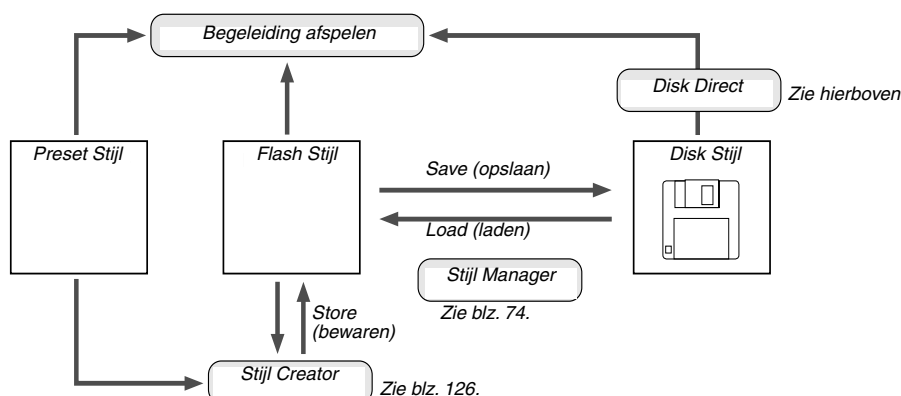 Begeleiding afspelen
Disk Direct
Zie hierboven
Preset Stijl
Flash Stijl
Disk Stijl
Save (opslaan)
Load (laden)
Stijl Manager
Zie blz. 74.
Store
(bewaren)
Stijl Creator
Zie blz. 126.